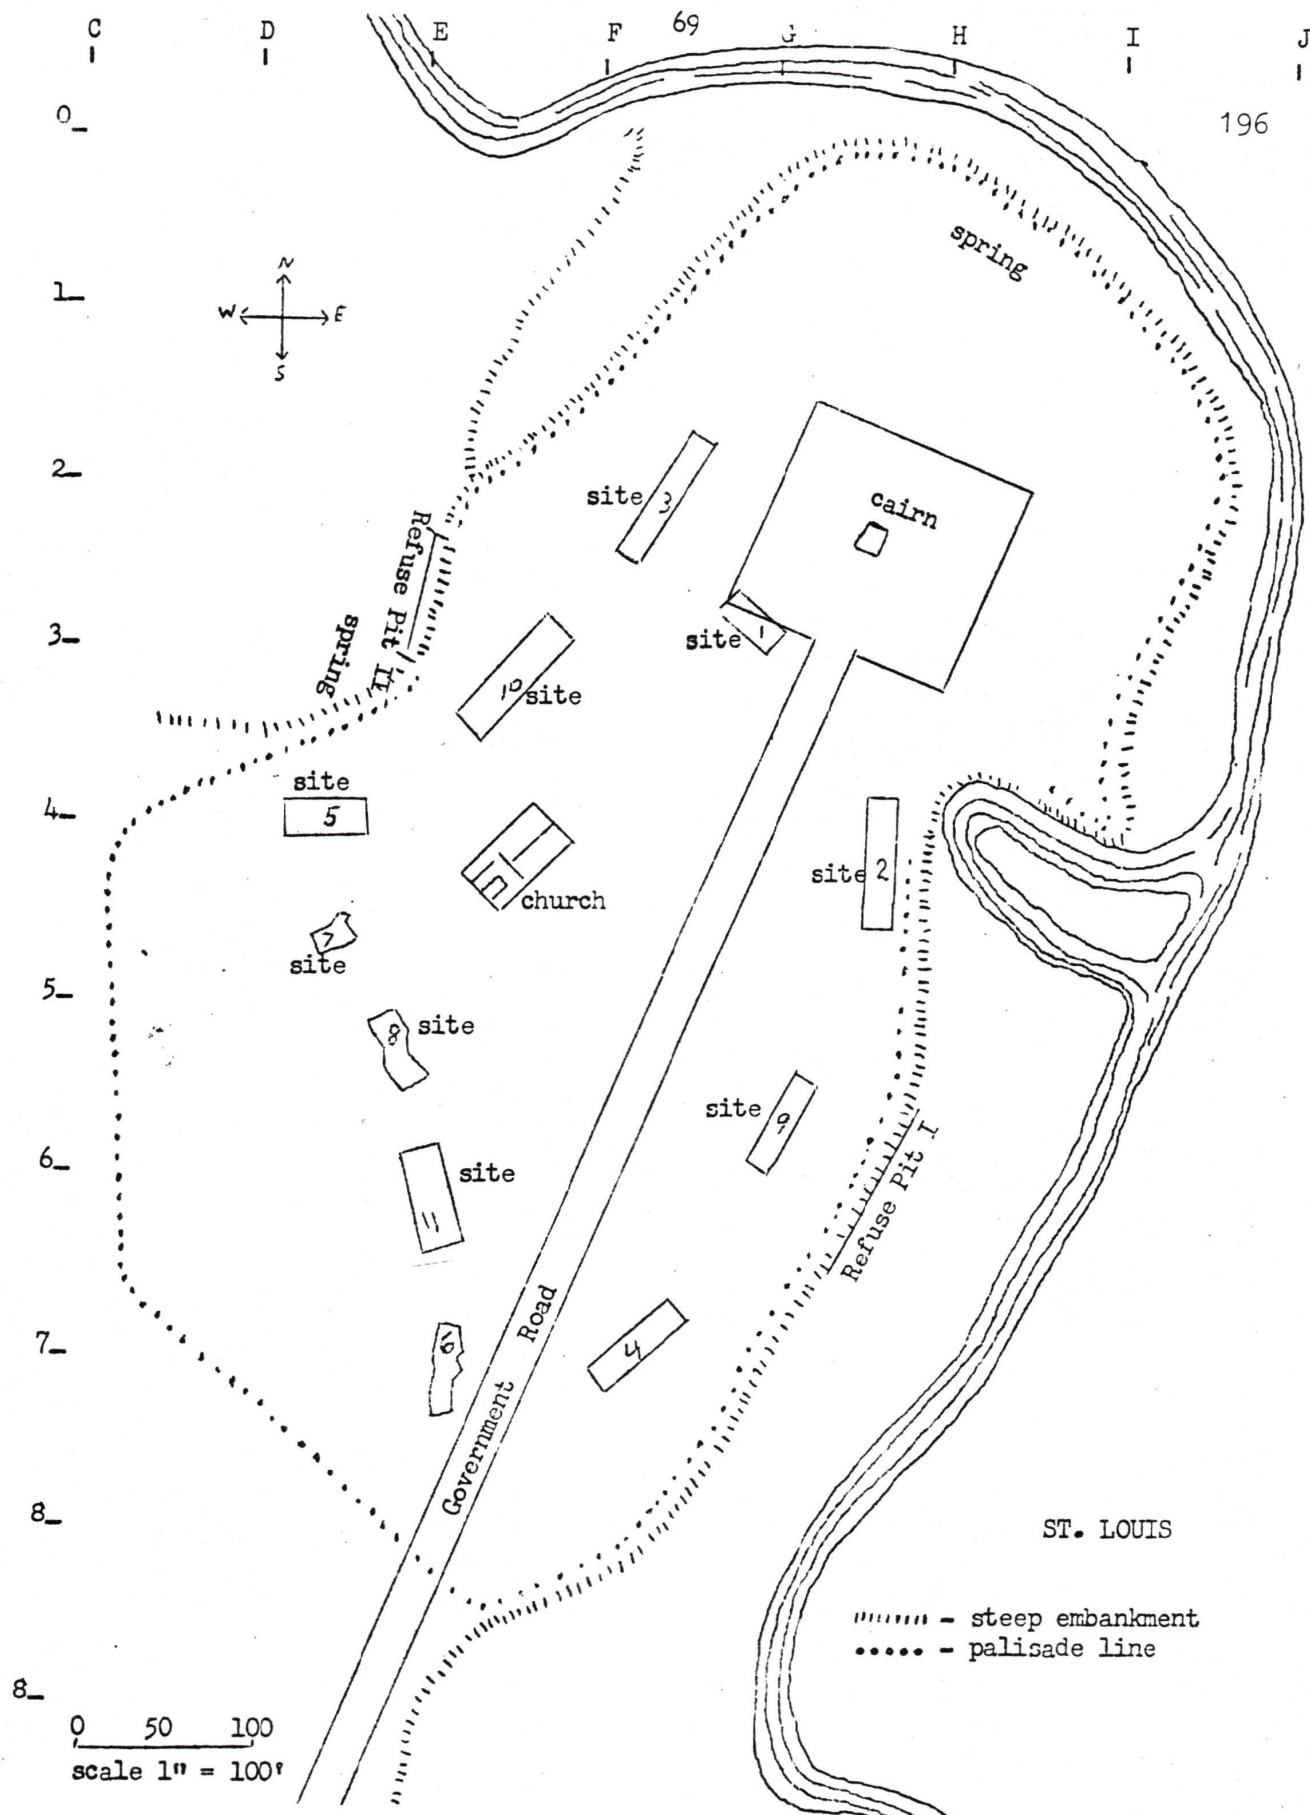 C D E F 69 G H I J
0
196
spring
1
N
W E
S
2
site 3
cairn
Refuse Pit II
spring
3
site 1
10 site
site
5
4
site 2
church
7
site
5
8 site
site 9
Refuse Pit I
6
site
11
7
6
4
Government Road
8
ST. LOUIS
- steep embankment
- palisade line
8
0 50 100
scale 1" = 100'